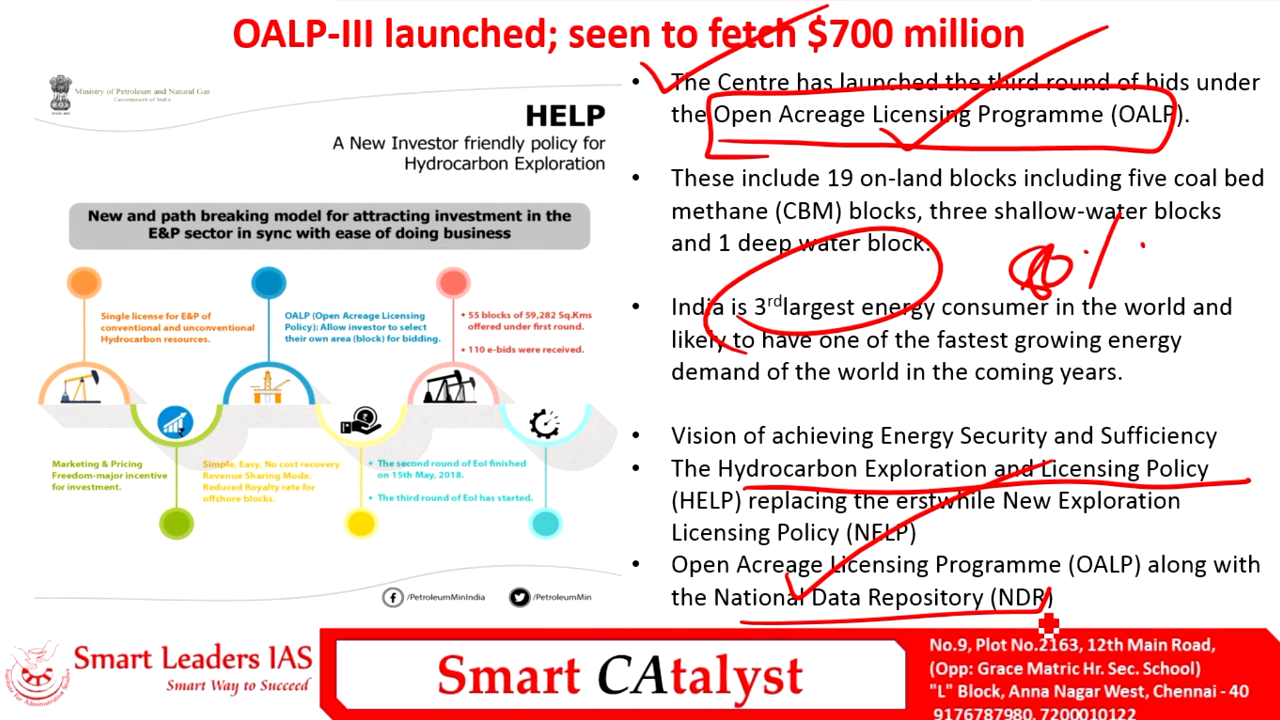 OALP-III launched; seen to fetch $700 million
Ministry of Petroleum and Natural Gas
Government of India
HELP
A New Investor friendly policy for
Hydrocarbon Exploration
New and path breaking model for attracting investment in the
E&P sector in sync with ease of doing business
Single license for E&P of
conventional and unconventional
Hydrocarbon resources.
OALP (Open Acreage Licensing
Policy): Allow investor to select
their own area (block) for bidding.
• 55 blocks of 59,282 Sq.Kms
offered under first round.
• 110 e-bids were received.
Marketing & Pricing
Freedom-major incentive
for investment.
Simple, Easy, No cost recovery
Revenue Sharing Mode.
Reduced Royalty rate for
offshore blocks.
• The second round of EoI finished
on 15th May, 2018.
• The third round of EoI has started.
/PetroleumMinIndia
/PetroleumMin
• The Centre has launched the third round of bids under
the Open Acreage Licensing Programme (OALP).
• These include 19 on-land blocks including five coal bed
methane (CBM) blocks, three shallow-water blocks
and 1 deep water block.
80%
• India is 3rd largest energy consumer in the world and
likely to have one of the fastest growing energy
demand of the world in the coming years.
• Vision of achieving Energy Security and Sufficiency
• The Hydrocarbon Exploration and Licensing Policy
(HELP) replacing the erstwhile New Exploration
Licensing Policy (NELP)
• Open Acreage Licensing Programme (OALP) along with
the National Data Repository (NDR)
Smart Leaders IAS
Smart Way to Succeed
Smart CAtalyst
No.9, Plot No.2163, 12th Main Road,
(Opp: Grace Matric Hr. Sec. School)
"L" Block, Anna Nagar West, Chennai - 40
9176787980, 7200010122